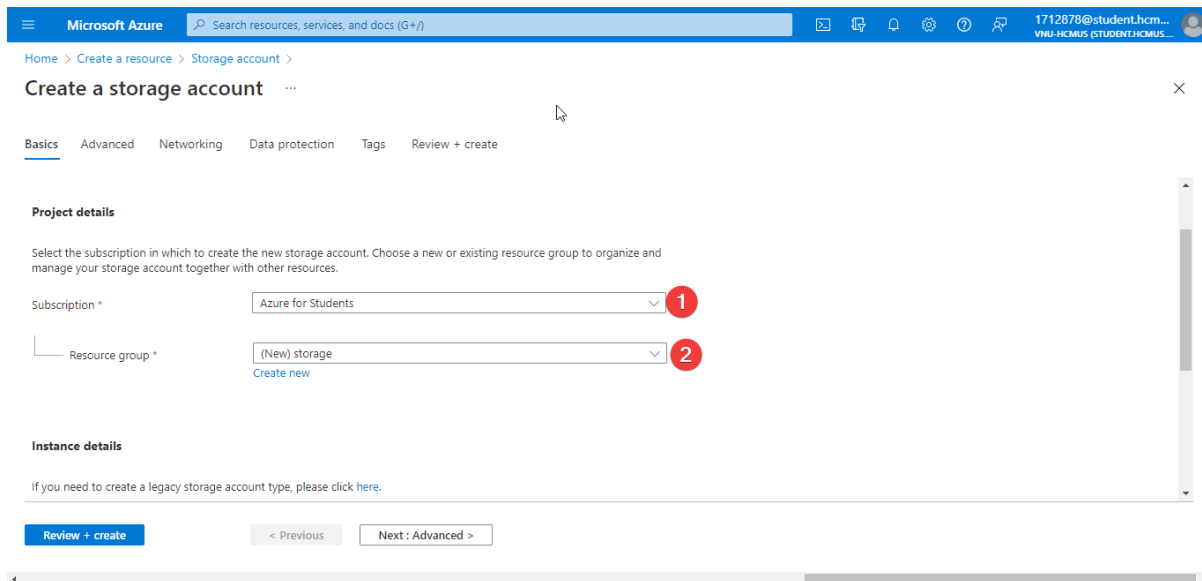 Microsoft Azure
Search resources, services, and docs (G+/)
1712878@student.hcm...
VNU-HCMUS (STUDENT.HCMUS....
Home > Create a resource > Storage account >
Create a storage account ...
Basics Advanced Networking Data protection Tags Review + create
Project details
Select the subscription in which to create the new storage account. Choose a new or existing resource group to organize and
manage your storage account together with other resources.
Subscription * Azure for Students 1
Resource group * (New) storage 2
Create new
Instance details
If you need to create a legacy storage account type, please click here.
Review + create < Previous Next : Advanced >